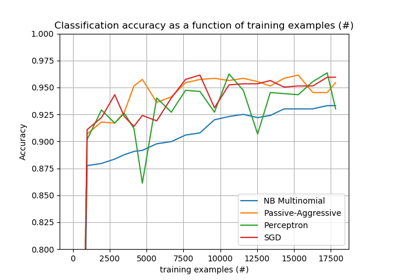 Classification accuracy as a function of training examples (#)
1.000
0.975
0.950
0.925
0.900
0.875
0.850
0.825
0.800
Accuracy
NB Multinomial
Passive-Aggressive
Perceptron
SGD
0 2500 5000 7500 10000 12500 15000 17500
training examples (#)